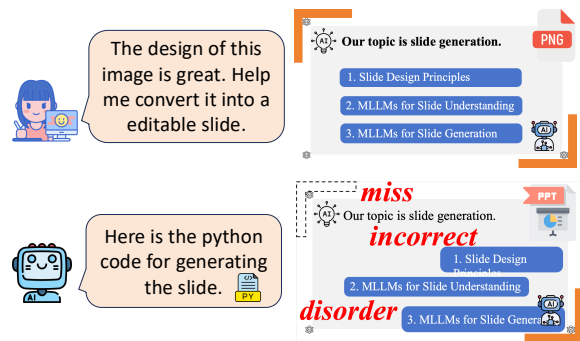 The design of this
image is great. Help
me convert it into a
editable slide.
PNG
AI
Our topic is slide generation.
1. Slide Design Principles
2. MLLMs for Slide Understanding
3. MLLMs for Slide Generation
AI
Here is the python
code for generating
the slide.
PY
AI
miss
PPT
AI
Our topic is slide generation.
incorrect
1. Slide Design
Principles
2. MLLMs for Slide Understanding
disorder
3. MLLMs for Slide Genera
AI